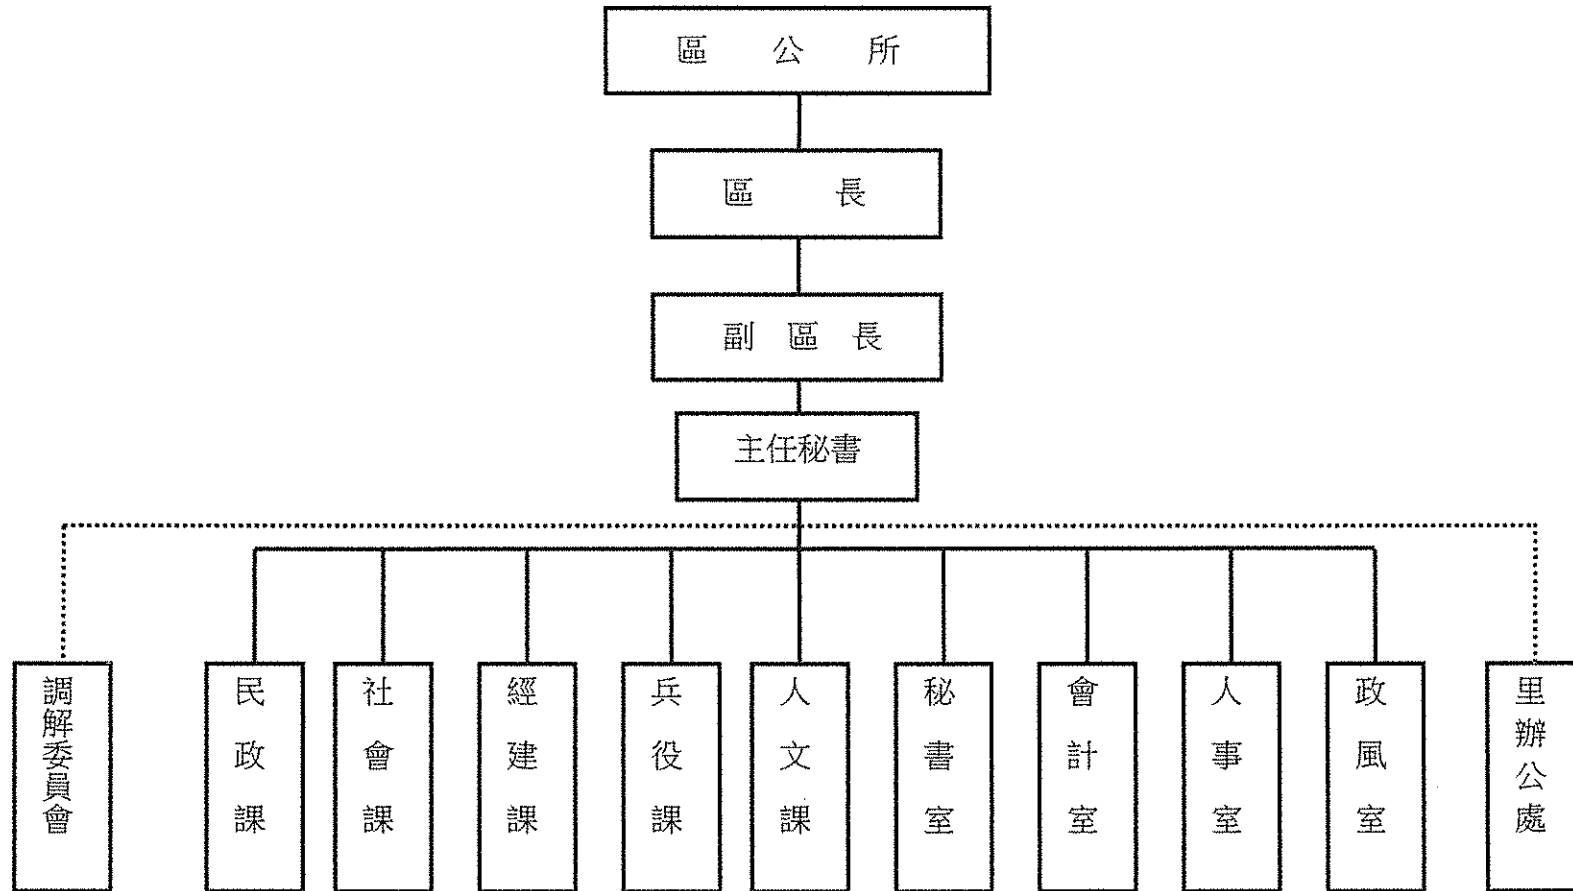 區公所
區長
副區長
主任秘書
調解委員會
民政課
社會課
經建課
兵役課
人文課
秘書室
會計室
人事室
政風室
里辦公處